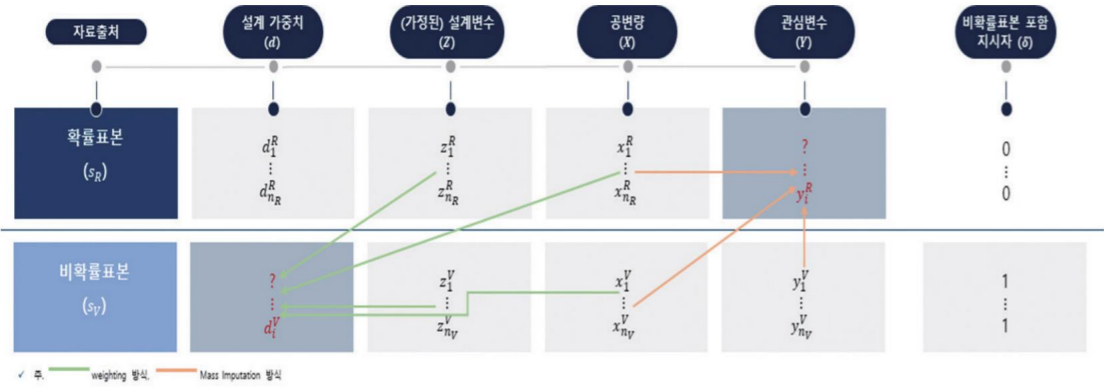 자료출처
설계 가중치
(d)
(가정된) 설계변수
(Z)
공변량
(X)
관심변수
(Y)
비확률표본 포함
지시자 (δ)
확률표본
(s_R)
d_1^R
⋮
d_{n_R}^R
z_1^R
⋮
z_{n_R}^R
x_1^R
⋮
x_{n_R}^R
?
⋮
y_i^R
0
⋮
0
비확률표본
(s_V)
?
⋮
d_i^V
z_1^V
⋮
z_{n_V}^V
x_1^V
⋮
x_{n_V}^V
y_1^V
⋮
y_{n_V}^V
1
⋮
1
✓ 주. weighting 방식, Mass Imputation 방식